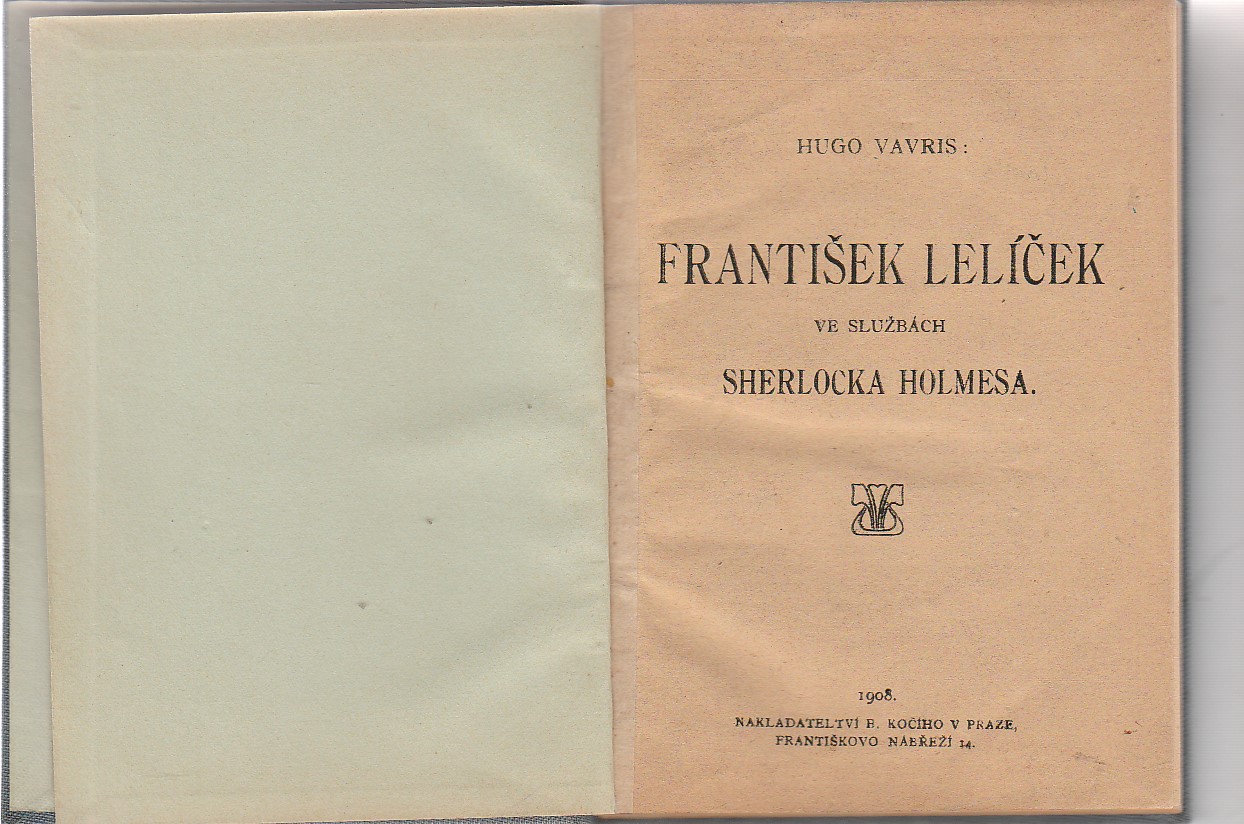 HUGO VAVRIS:
FRANTIŠEK LELÍČEK
VE SLUŽBÁCH
SHERLOCKA HOLMESA.
1908.
NAKLADATELTVÍ B. KOČÍHO V PRAZE,
FRANTIŠKOVO NÁBŘEŽÍ 14.